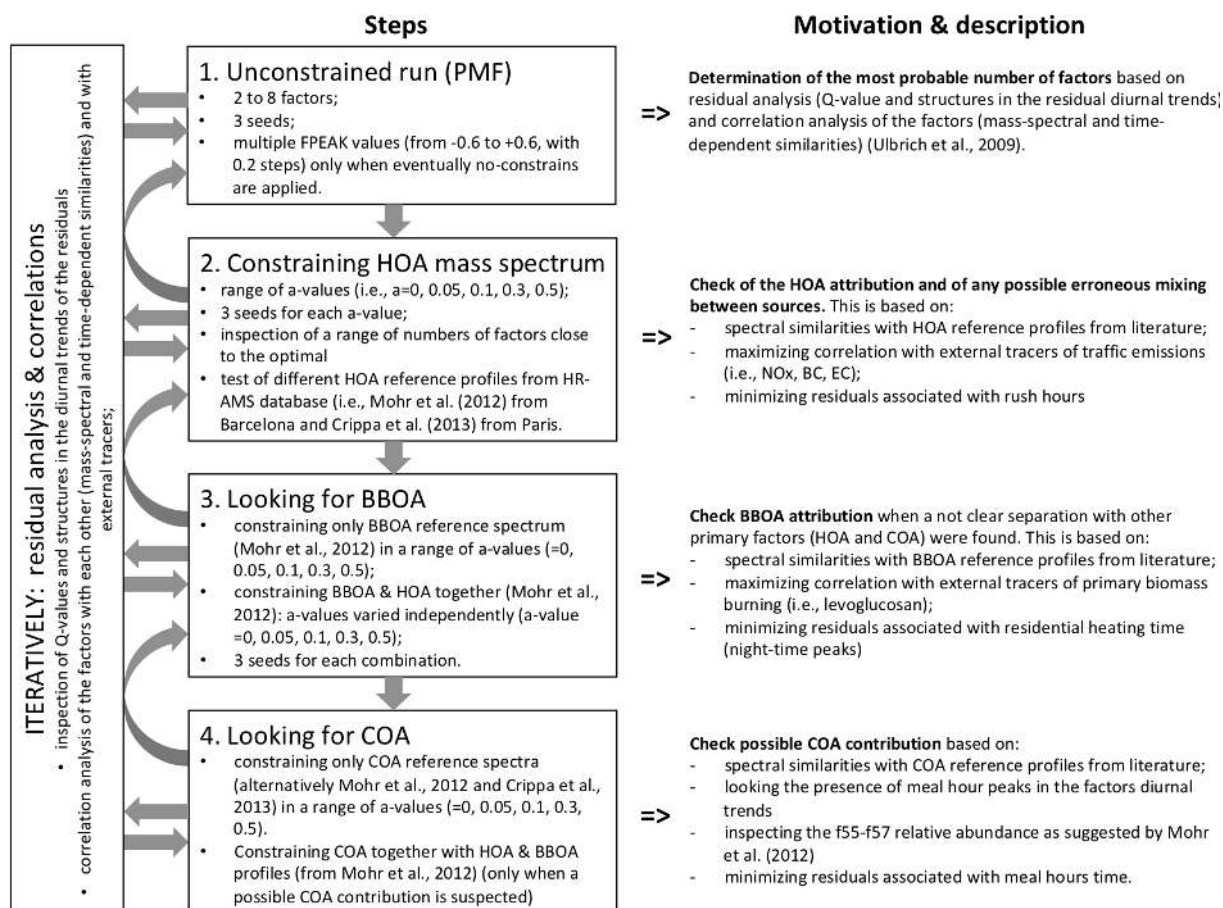 Steps
Motivation & description
ITERATIVELY: residual analysis & correlations
• inspection of Q-values and structures in the diurnal trends of the residuals
• correlation analysis of the factors with each other (mass-spectral and time-dependent similarities) and with
external tracers;
1. Unconstrained run (PMF)
• 2 to 8 factors;
• 3 seeds;
• multiple FPEAK values (from -0.6 to +0.6, with
0.2 steps) only when eventually no-constrains
are applied.
=>
Determination of the most probable number of factors based on
residual analysis (Q-value and structures in the residual diurnal trends)
and correlation analysis of the factors (mass-spectral and time-
dependent similarities) (Ulbrich et al., 2009).
2. Constraining HOA mass spectrum
• range of a-values (i.e., a=0, 0.05, 0.1, 0.3, 0.5);
• 3 seeds for each a-value;
• inspection of a range of numbers of factors close
to the optimal
• test of different HOA reference profiles from HR-
AMS database (i.e., Mohr et al. (2012) from
Barcelona and Crippa et al. (2013) from Paris.
=>
Check of the HOA attribution and of any possible erroneous mixing
between sources. This is based on:
- spectral similarities with HOA reference profiles from literature;
- maximizing correlation with external tracers of traffic emissions
(i.e., NOx, BC, EC);
- minimizing residuals associated with rush hours
3. Looking for BBOA
• constraining only BBOA reference spectrum
(Mohr et al., 2012) in a range of a-values (=0,
0.05, 0.1, 0.3, 0.5);
• constraining BBOA & HOA together (Mohr et al.,
2012): a-values varied independently (a-value
=0, 0.05, 0.1, 0.3, 0.5);
• 3 seeds for each combination.
=>
Check BBOA attribution when a not clear separation with other
primary factors (HOA and COA) were found. This is based on:
- spectral similarities with BBOA reference profiles from literature;
- maximizing correlation with external tracers of primary biomass
burning (i.e., levoglucosan);
- minimizing residuals associated with residential heating time
(night-time peaks)
4. Looking for COA
• constraining only COA reference spectra
(alternatively Mohr et al., 2012 and Crippa et al.,
2013) in a range of a-values (=0, 0.05, 0.1, 0.3,
0.5).
• Constraining COA together with HOA & BBOA
profiles (from Mohr et al., 2012) (only when a
possible COA contribution is suspected)
=>
Check possible COA contribution based on:
- spectral similarities with COA reference profiles from literature;
- looking the presence of meal hour peaks in the factors diurnal
trends
- inspecting the f55-f57 relative abundance as suggested by Mohr
et al. (2012)
- minimizing residuals associated with meal hours time.